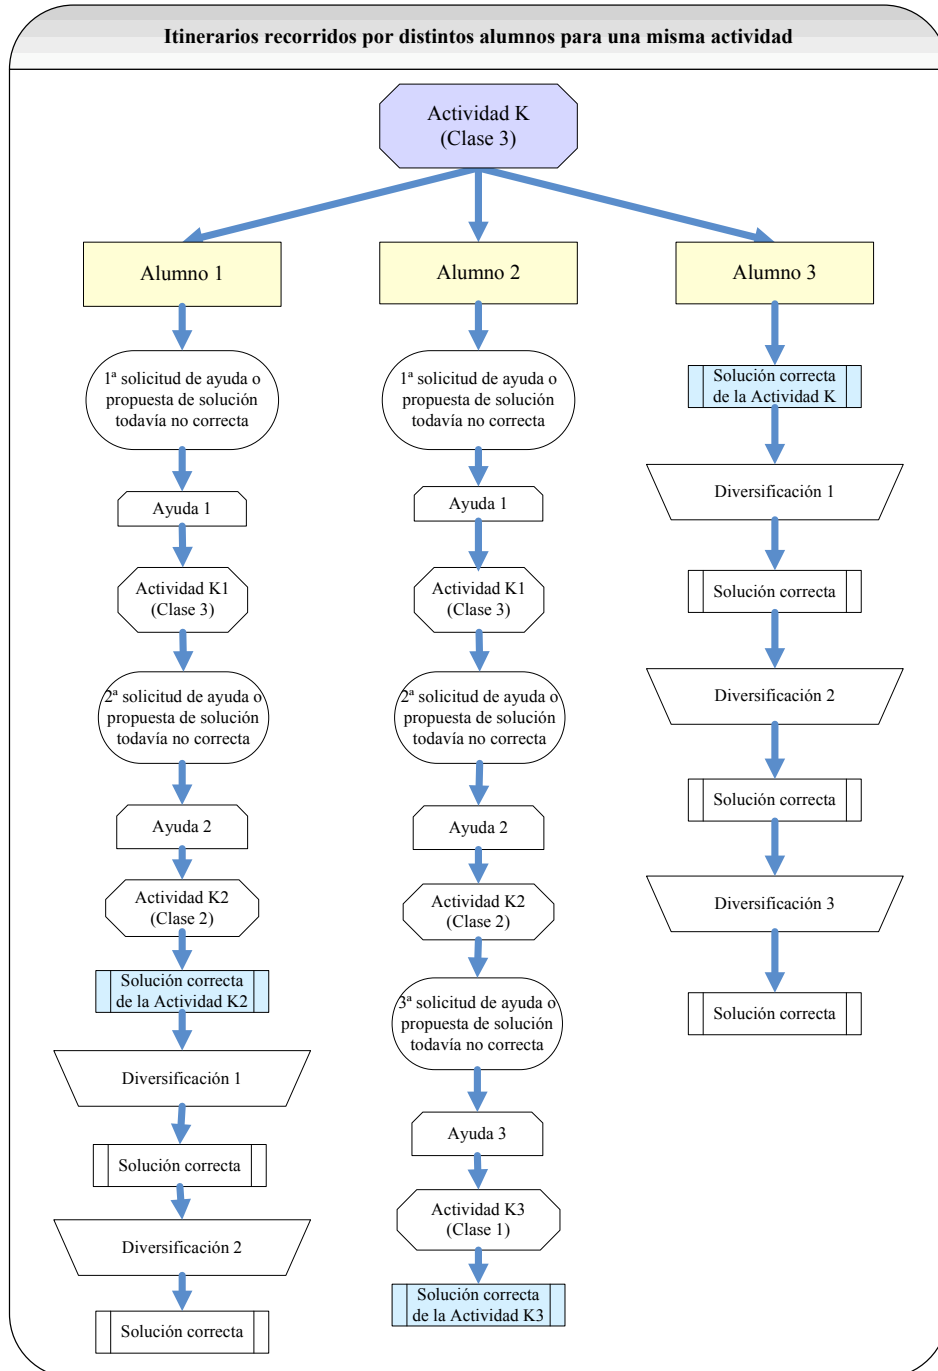 Itinerarios recorridos por distintos alumnos para una misma actividad
Actividad K
(Clase 3)
Alumno 1
1ª solicitud de ayuda o
propuesta de solución
todavía no correcta
Ayuda 1
Actividad K1
(Clase 3)
2ª solicitud de ayuda o
propuesta de solución
todavía no correcta
Ayuda 2
Actividad K2
(Clase 2)
Solución correcta
de la Actividad K2
Diversificación 1
Solución correcta
Diversificación 2
Solución correcta
Alumno 2
1ª solicitud de ayuda o
propuesta de solución
todavía no correcta
Ayuda 1
Actividad K1
(Clase 3)
2ª solicitud de ayuda o
propuesta de solución
todavía no correcta
Ayuda 2
Actividad K2
(Clase 2)
3ª solicitud de ayuda o
propuesta de solución
todavía no correcta
Ayuda 3
Actividad K3
(Clase 1)
Solución correcta
de la Actividad K3
Alumno 3
Solución correcta
de la Actividad K
Diversificación 1
Solución correcta
Diversificación 2
Solución correcta
Diversificación 3
Solución correcta